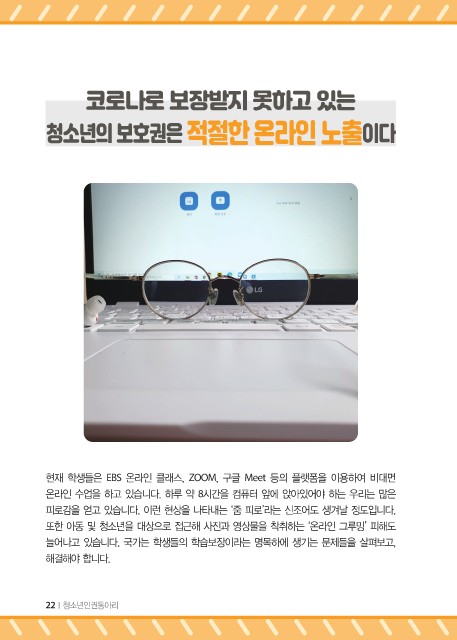 코로나로 보장받지 못하고 있는
청소년의 보호권은 적절한 온라인 노출이다
LG
현재 학생들은 EBS 온라인 클래스, ZOOM, 구글 Meet 등의 플랫폼을 이용하여 비대면
온라인 수업을 하고 있습니다. 하루 약 8시간을 컴퓨터 앞에 앉아있어야 하는 우리는 많은
피로감을 얻고 있습니다. 이런 현상을 나타내는 '줌 피로'라는 신조어도 생겨날 정도입니다.
또한 아동 및 청소년을 대상으로 접근해 사진과 영상물을 착취하는 '온라인 그루밍' 피해도
늘어나고 있습니다. 국가는 학생들의 학습보장이라는 명목하에 생기는 문제들을 살펴보고,
해결해야 합니다.
22 | 청소년인권동아리